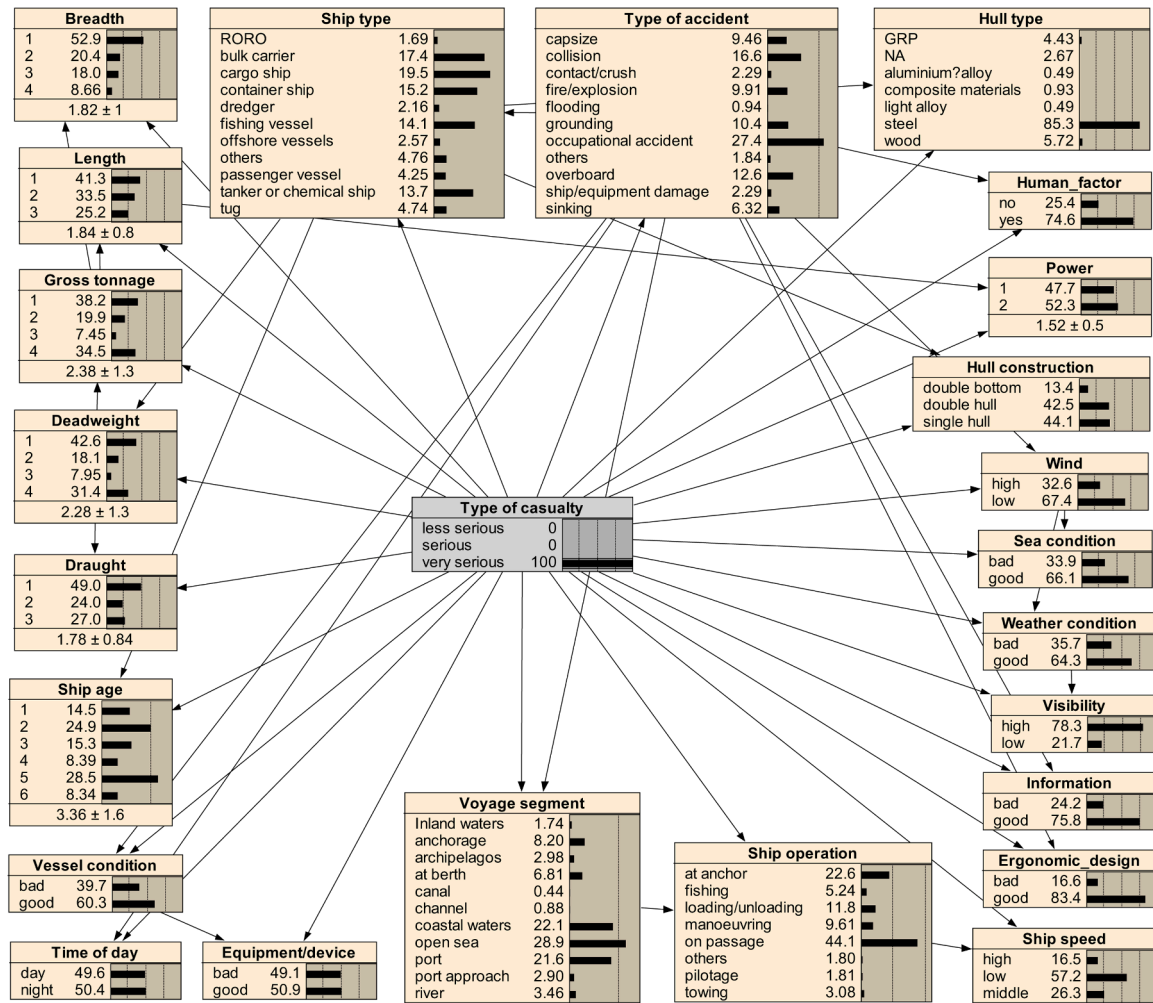 Breadth
1 52.9
2 20.4
3 18.0
4 8.66
1.82 ± 1
Ship type
RORO 1.69
bulk carrier 17.4
cargo ship 19.5
container ship 15.2
dredger 2.16
fishing vessel 14.1
offshore vessels 2.57
others 4.76
passenger vessel 4.25
tanker or chemical ship 13.7
tug 4.74
Type of accident
capsize 9.46
collision 16.6
contact/crush 2.29
fire/explosion 9.91
flooding 0.94
grounding 10.4
occupational accident 27.4
others 1.84
overboard 12.6
ship/equipment damage 2.29
sinking 6.32
Hull type
GRP 4.43
NA 2.67
aluminium?alloy 0.49
composite materials 0.93
light alloy 0.49
steel 85.3
wood 5.72
Length
1 41.3
2 33.5
3 25.2
1.84 ± 0.8
Human_factor
no 25.4
yes 74.6
Gross tonnage
1 38.2
2 19.9
3 7.45
4 34.5
2.38 ± 1.3
Power
1 47.7
2 52.3
1.52 ± 0.5
Hull construction
double bottom 13.4
double hull 42.5
single hull 44.1
Deadweight
1 42.6
2 18.1
3 7.95
4 31.4
2.28 ± 1.3
Wind
high 32.6
low 67.4
Type of casualty
less serious 0
serious 0
very serious 100
Sea condition
bad 33.9
good 66.1
Draught
1 49.0
2 24.0
3 27.0
1.78 ± 0.84
Weather condition
bad 35.7
good 64.3
Ship age
1 14.5
2 24.9
3 15.3
4 8.39
5 28.5
6 8.34
3.36 ± 1.6
Visibility
high 78.3
low 21.7
Information
bad 24.2
good 75.8
Voyage segment
Inland waters 1.74
anchorage 8.20
archipelagos 2.98
at berth 6.81
canal 0.44
channel 0.88
coastal waters 22.1
open sea 28.9
port 21.6
port approach 2.90
river 3.46
Ship operation
at anchor 22.6
fishing 5.24
loading/unloading 11.8
manoeuvring 9.61
on passage 44.1
others 1.80
pilotage 1.81
towing 3.08
Ergonomic_design
bad 16.6
good 83.4
Vessel condition
bad 39.7
good 60.3
Ship speed
high 16.5
low 57.2
middle 26.3
Time of day
day 49.6
night 50.4
Equipment/device
bad 49.1
good 50.9